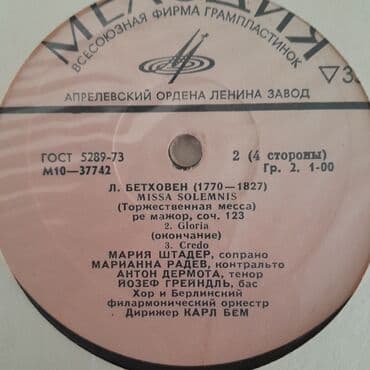 МЕЛОДИЯ
ВСЕСОЮЗНАЯ ФИРМА ГРАМПЛАСТИНОК
АПРЕЛЕВСКИЙ ОРДЕНА ЛЕНИНА ЗАВОД
ГОСТ 5289-73
М10—37742
2 (4 стороны)
Гр. 2. 1-00
Л. БЕТХОВЕН (1770—1827)
MISSA SOLEMNIS
(Торжественная месса)
ре мажор, соч. 123
2. Gloria
(окончание)
3. Credo
МАРИЯ ШТАДЕР, сопрано
МАРИАННА РАДЕВ, контральто
АНТОН ДЕРМОТА, тенор
ЙОЗЕФ ГРЕЙНДЛЬ, бас
Хор и Берлинский
филармонический оркестр
Дирижер КАРЛ БЕМ